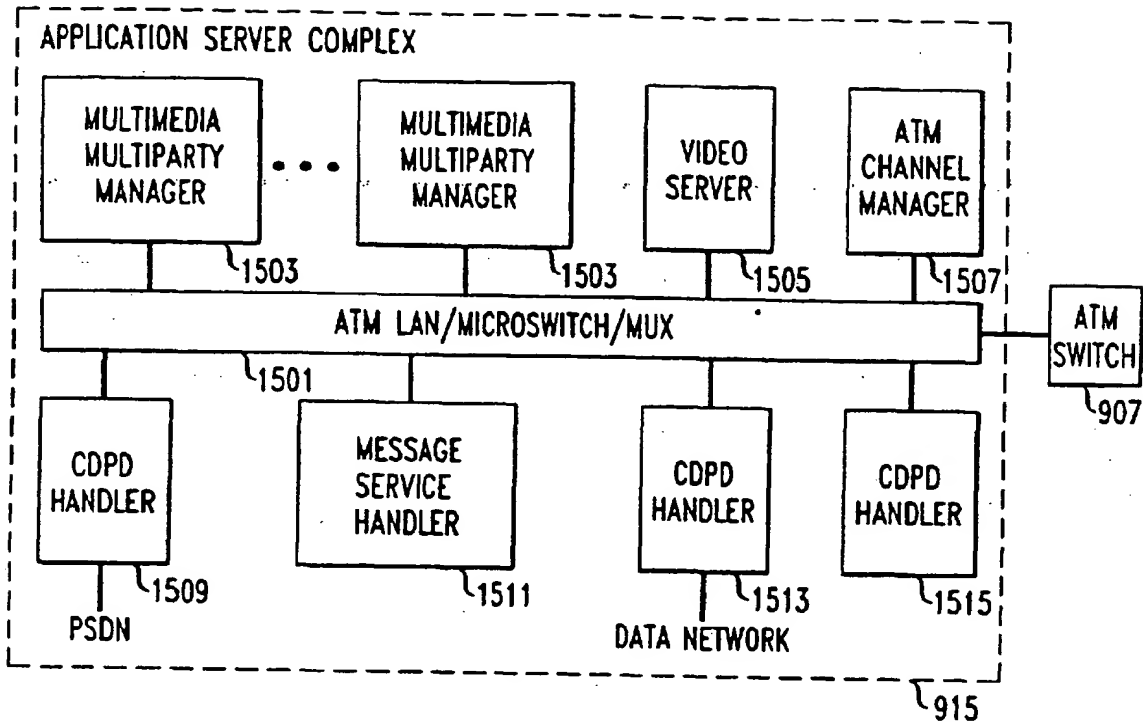 APPLICATION SERVER COMPLEX
MULTIMEDIA
MULTIPARTY
MANAGER
1503
MULTIMEDIA
MULTIPARTY
MANAGER
1503
VIDEO
SERVER
1505
ATM
CHANNEL
MANAGER
1507
ATM LAN/MICROSWITCH/MUX
1501
ATM
SWITCH
907
CDPD
HANDLER
1509
PSDN
MESSAGE
SERVICE
HANDLER
1511
CDPD
HANDLER
1513
DATA NETWORK
CDPD
HANDLER
1515
915